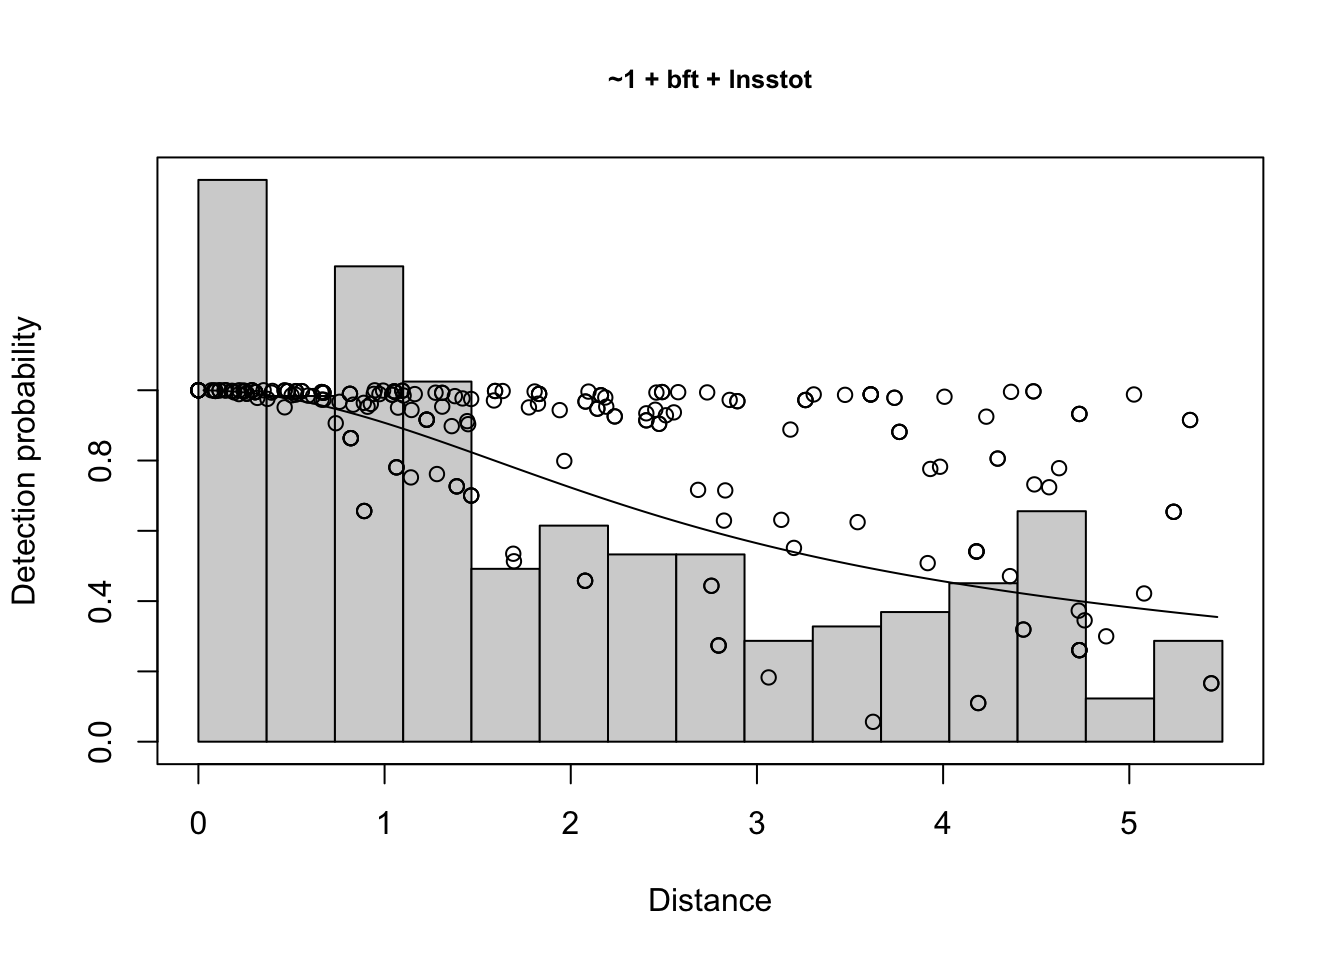 ~1 + bft + lnsstot
Detection probability
0.8
0.4
0.0
0 1 2 3 4 5
Distance